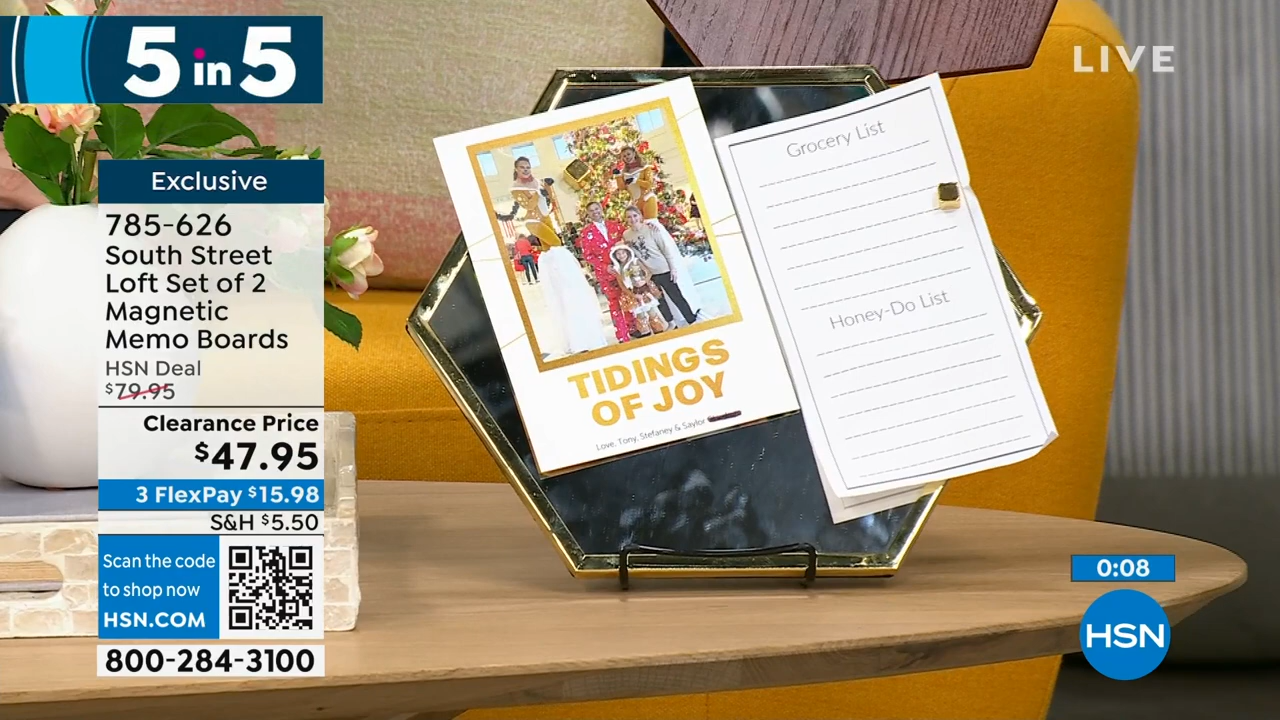 5 in 5
LIVE
Exclusive
785-626
South Street
Loft Set of 2
Magnetic
Memo Boards
HSN Deal
$79.95
Clearance Price
$47.95
3 FlexPay $15.98
S&H $5.50
Scan the code
to shop now
HSN.COM
800-284-3100
TIDINGS
OF JOY
Love, Tony, Stefaney & Saylor
Grocery List
Honey-Do List
0:08
HSN